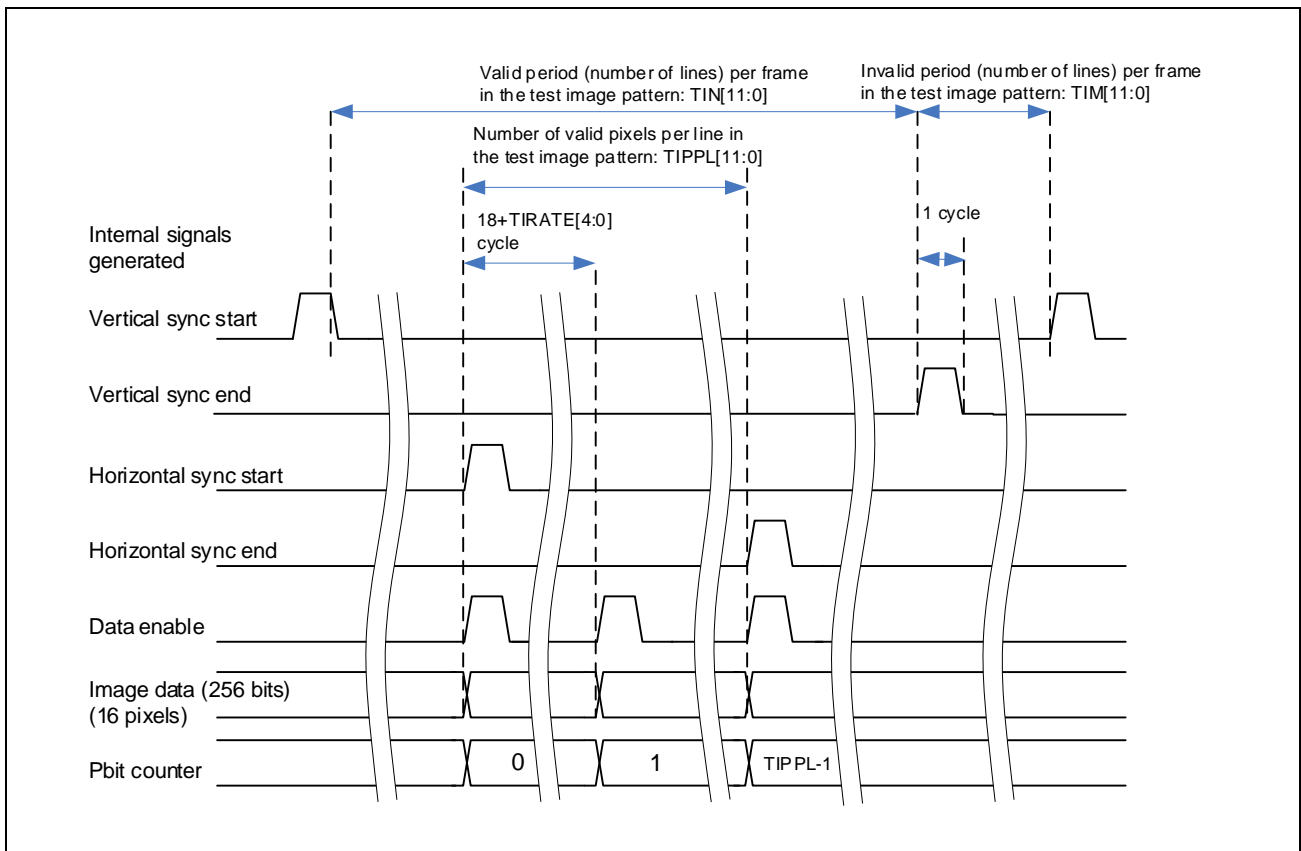 Valid period (number of lines) per frame
in the test image pattern: TIN[11:0]
Invalid period (number of lines) per frame
in the test image pattern: TIM[11:0]
Number of valid pixels per line in
the test image pattern: TIPPL[11:0]
18+TIRATE[4:0]
cycle
1 cycle
Internal signals
generated
Vertical sync start
Vertical sync end
Horizontal sync start
Horizontal sync end
Data enable
Image data (256 bits)
(16 pixels)
Pbit counter
0
1
TIPPL-1